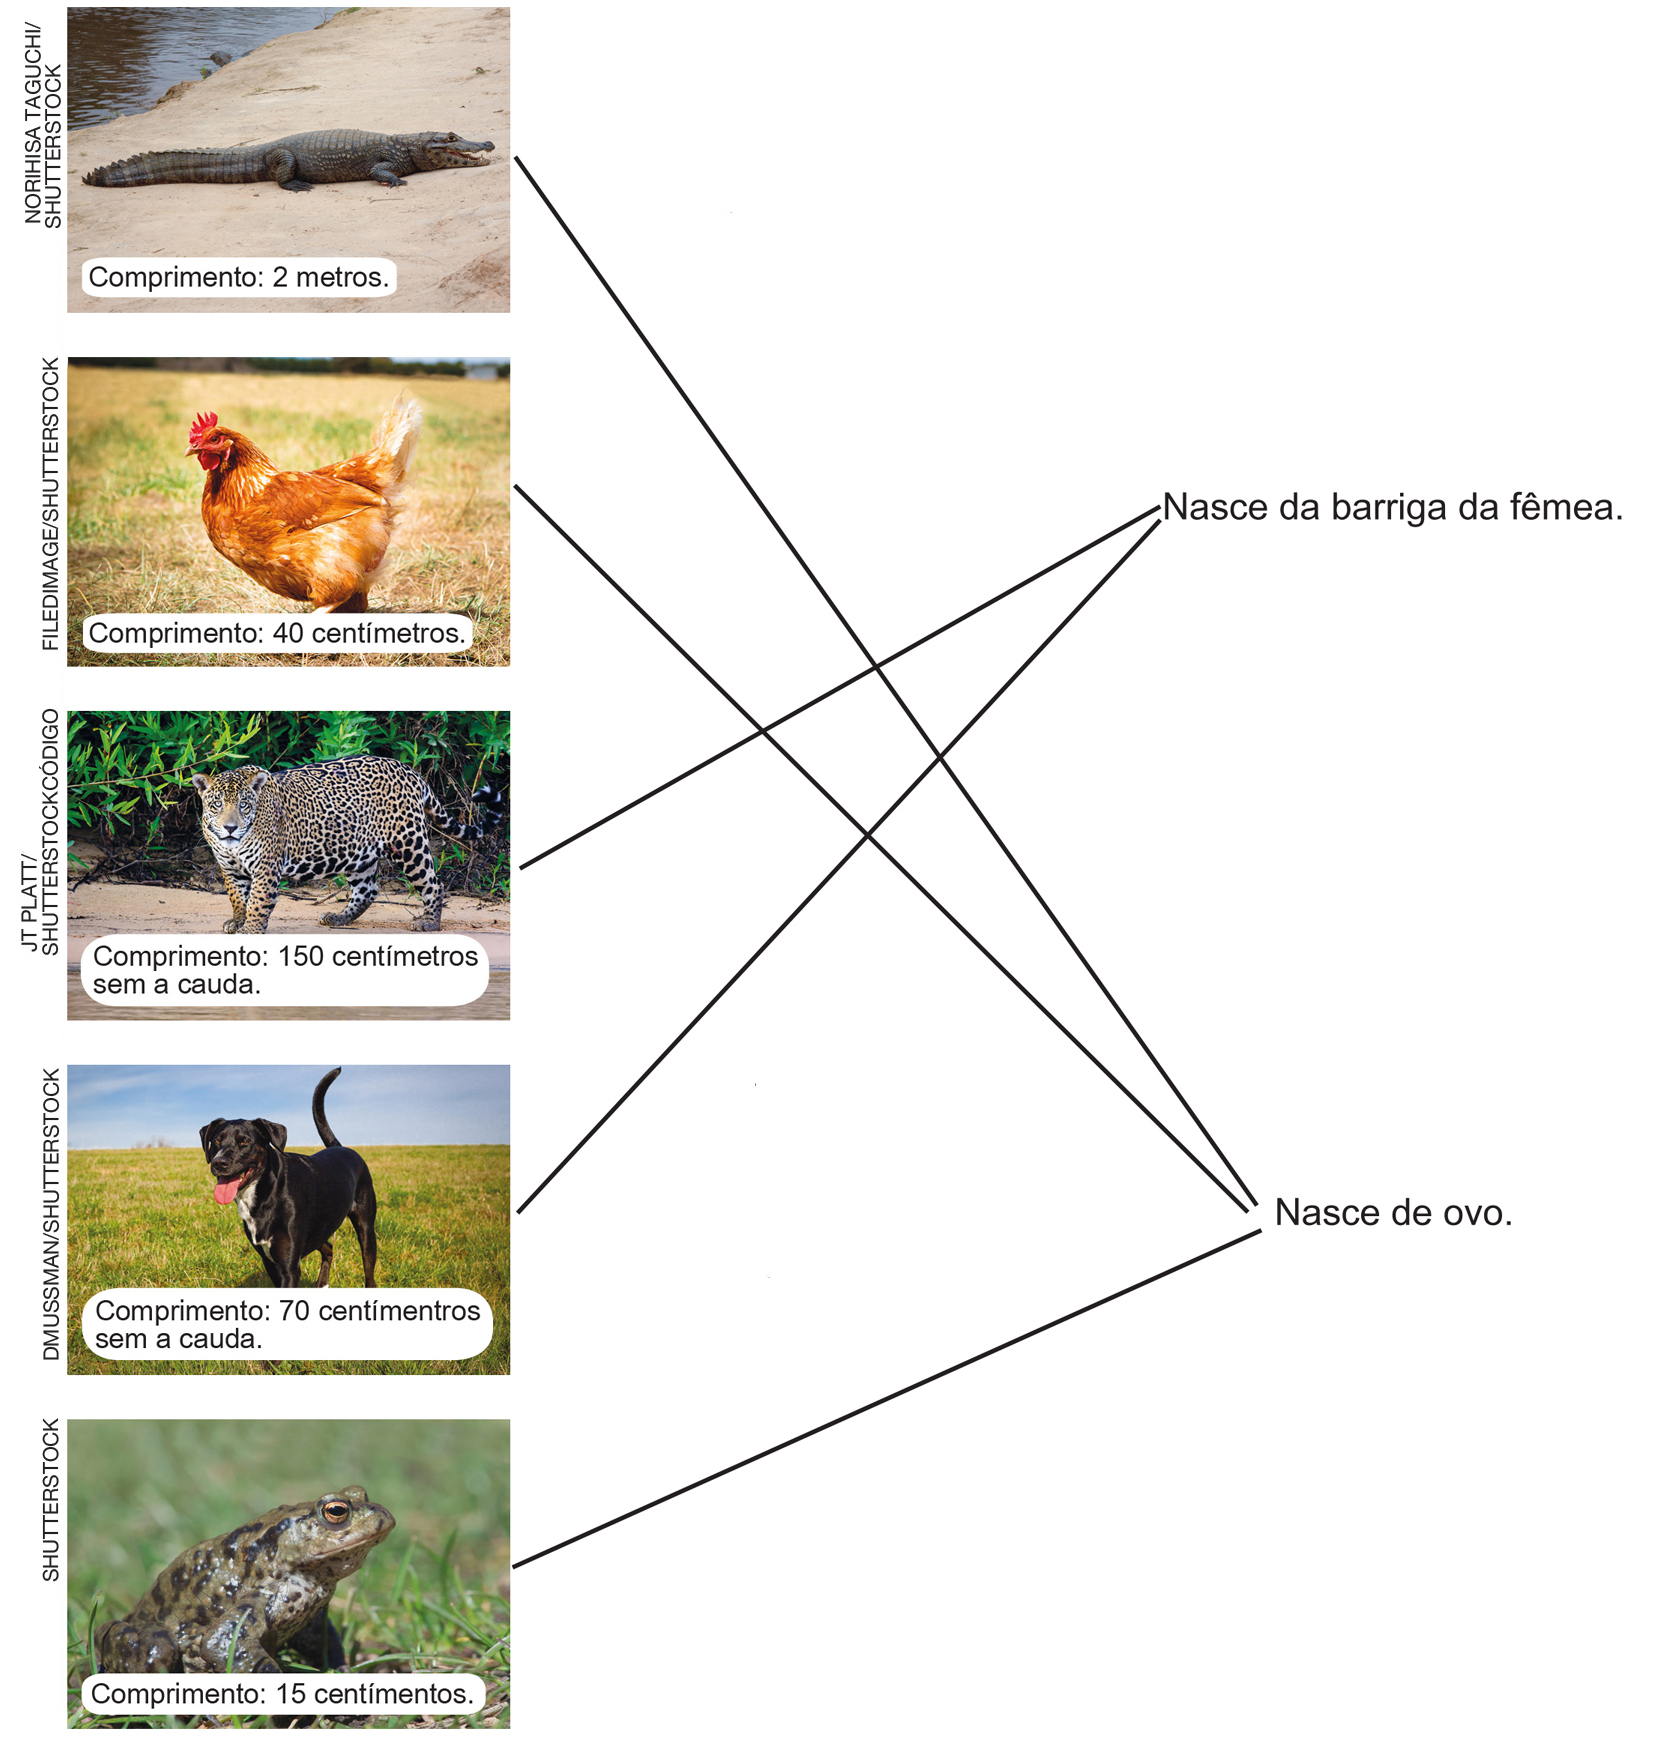 NORIHISA TAGUCHI/
SHUTTERSTOCK
Comprimento: 2 metros.
FILEDIMAGE/SHUTTERSTOCK
Comprimento: 40 centímetros.
Nasce da barriga da fêmea.
JT PLATT/
SHUTTERSTOCKCÓDIGO
Comprimento: 150 centímetros
sem a cauda.
DMUSSMAN/SHUTTERSTOCK
Comprimento: 70 centímentros
sem a cauda.
Nasce de ovo.
SHUTTERSTOCK
Comprimento: 15 centímentos.